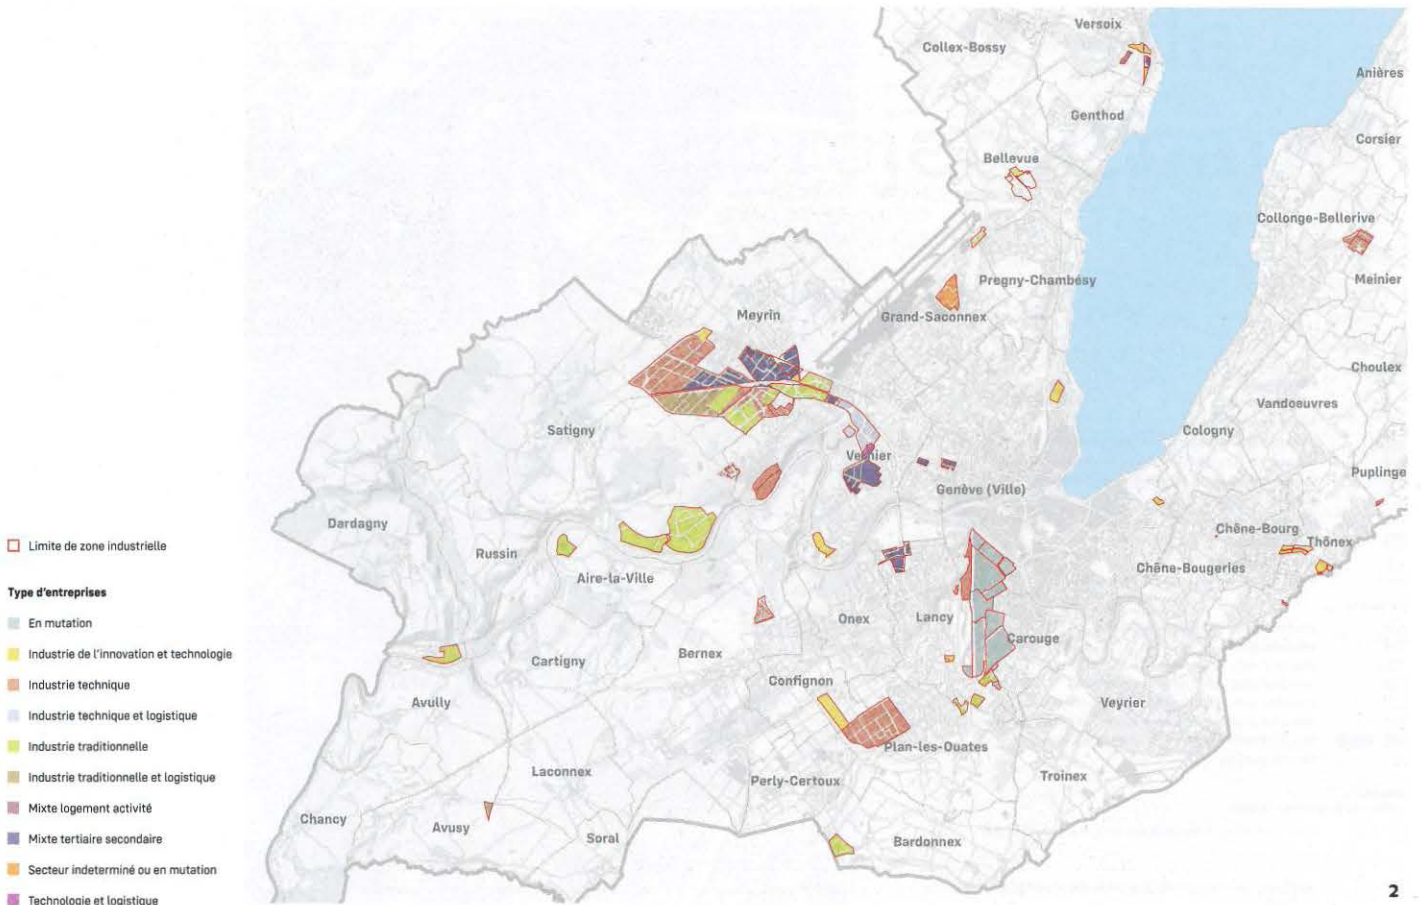 Versoix
Collex-Bossy
Anières
Genthod
Corsier
Bellevue
Collonge-Bellerive
Pregny-Chambésy
Meinier
Meyrin
Grand-Saconnex
Choulex
Vandoeuvres
Satigny
Cologny
Vernier
Puplinge
Genève (Ville)
Dardagny
Chêne-Bourg
Thônex
Limite de zone industrielle
Russin
Aire-la-Ville
Chêne-Bougeries
Type d'entreprises
En mutation
Onex
Lancy
Carouge
Industrie de l'innovation et technologie
Cartigny
Bernex
Confignon
Industrie technique
Avully
Veyrier
Industrie technique et logistique
Industrie traditionnelle
Plan-les-Ouates
Industrie traditionnelle et logistique
Laconnex
Perly-Certoux
Troinex
Mixte logement activité
Chancy
Avusy
Soral
Mixte tertiaire secondaire
Bardonnex
Secteur indeterminé ou en mutation
Technologie et logistique
2